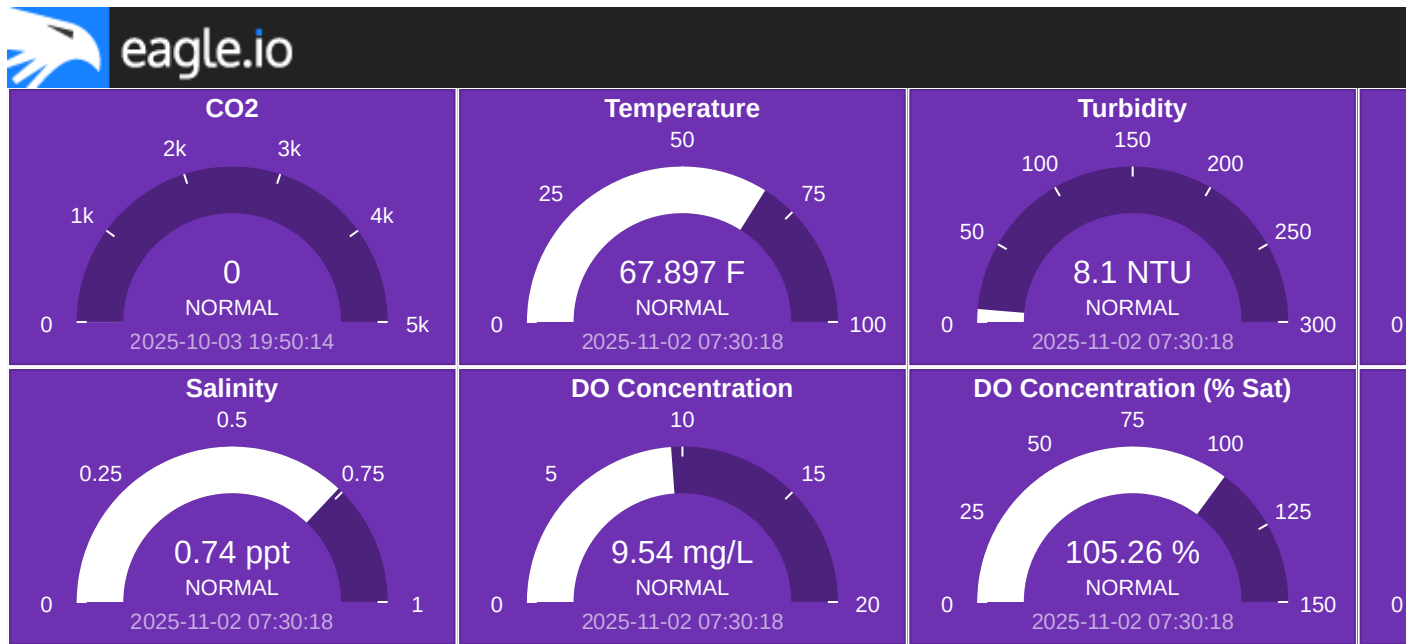 eagle.io
CO2
0
1k
2k
3k
4k
5k
0
NORMAL
2025-10-03 19:50:14
Temperature
0
25
50
75
100
67.897 F
NORMAL
2025-11-02 07:30:18
Turbidity
0
50
100
150
200
250
300
8.1 NTU
NORMAL
2025-11-02 07:30:18
0
Salinity
0
0.25
0.5
0.75
1
0.74 ppt
NORMAL
2025-11-02 07:30:18
DO Concentration
0
5
10
15
20
9.54 mg/L
NORMAL
2025-11-02 07:30:18
DO Concentration (% Sat)
0
25
50
75
100
125
150
105.26 %
NORMAL
2025-11-02 07:30:18
0